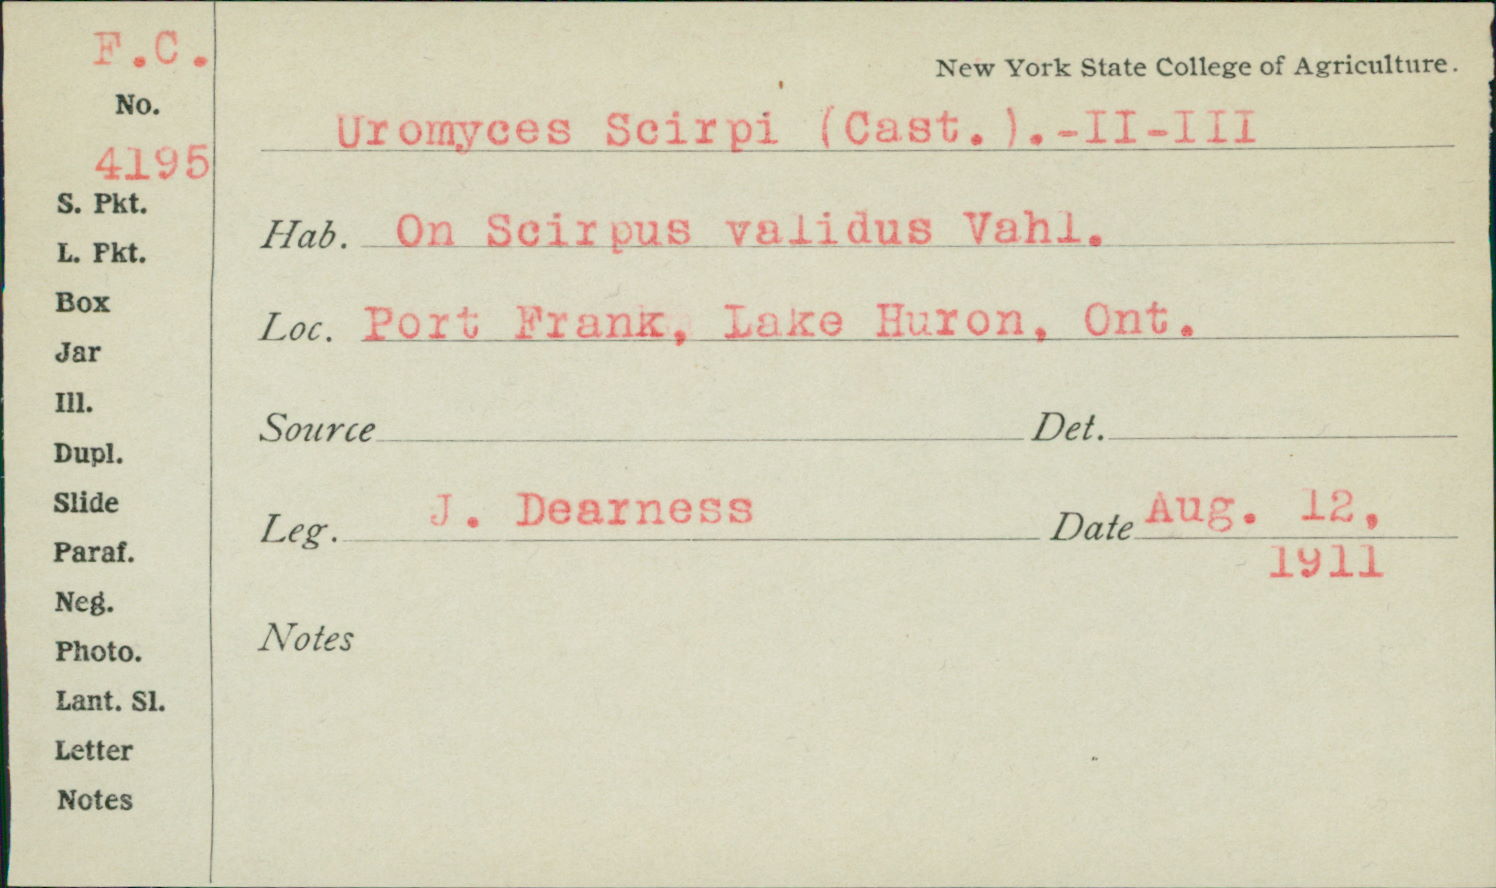 F.C.
No.
4195
S. Pkt.
L. Pkt.
Box
Jar
Ill.
Dupl.
Slide
Paraf.
Neg.
Photo.
Lant. Sl.
Letter
Notes
New York State College of Agriculture.
Uromyces Scirpi (Cast.).-II-III
Hab. On Scirpus validus Vahl.
Loc. Port Frank, Lake Huron, Ont.
Source Det.
Leg. J. Dearness Date Aug. 12,
1911
Notes